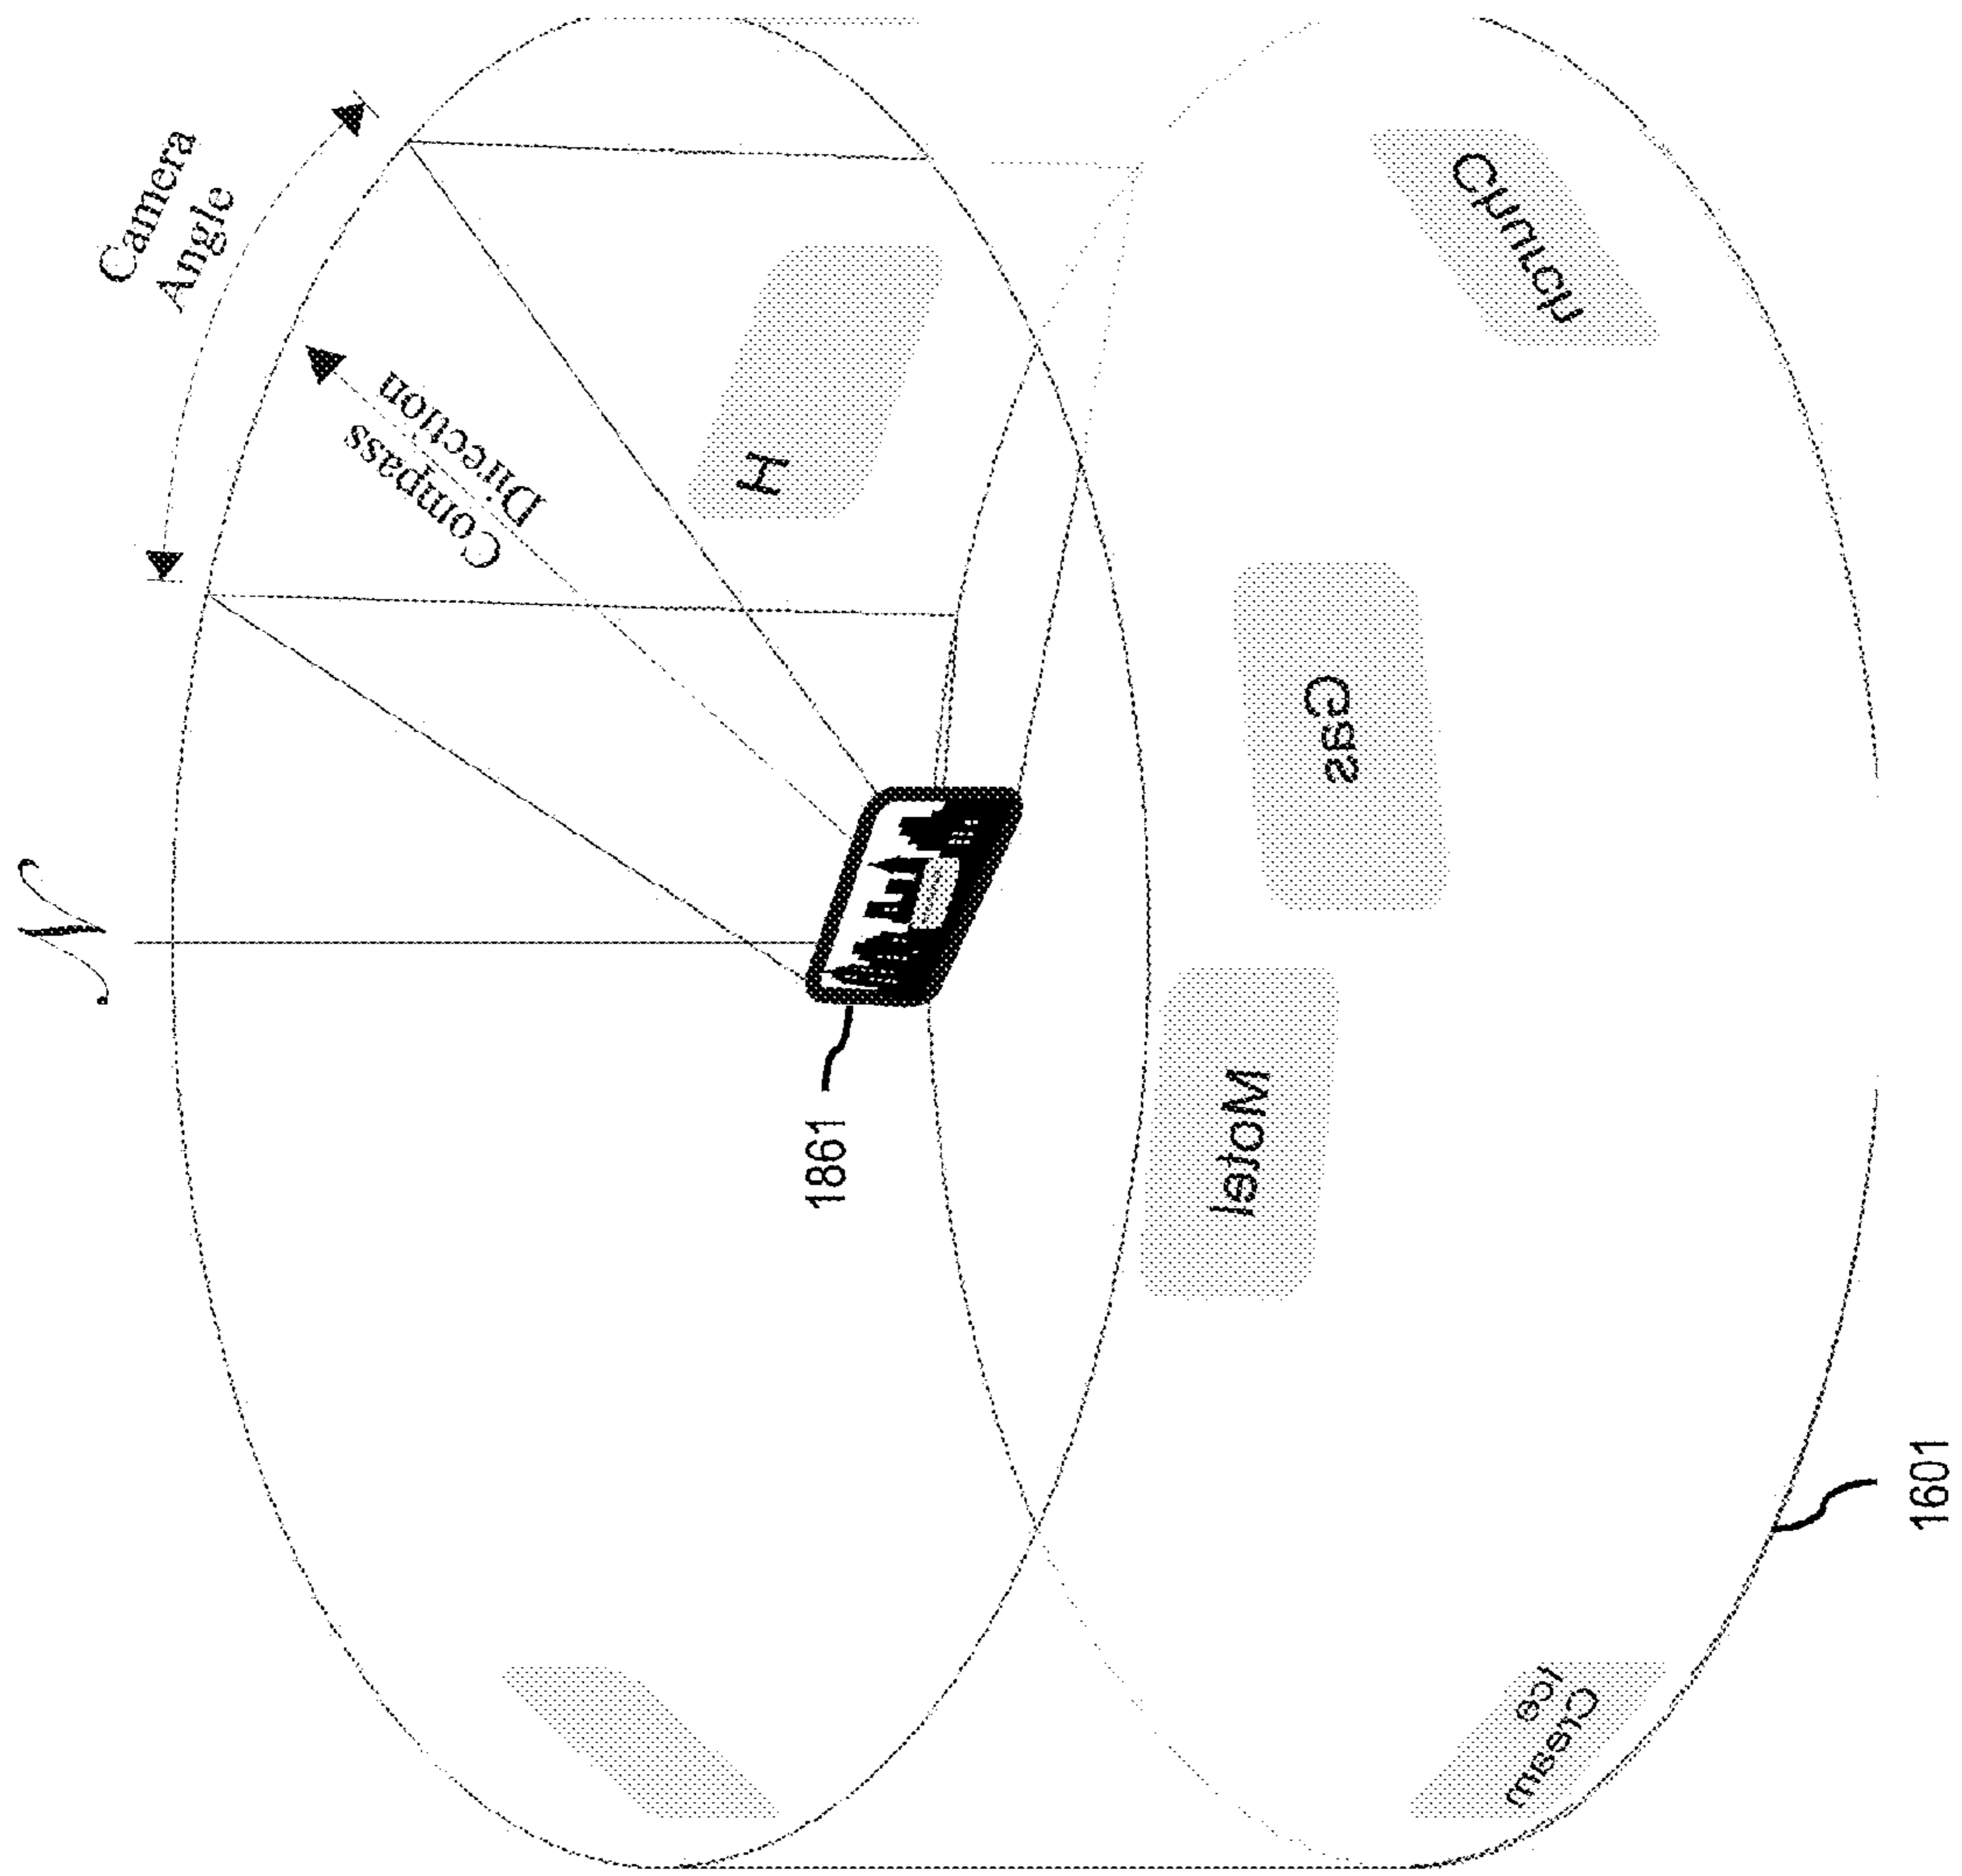 N
Camera
Angle
Compass
Direction
H
Church
Gas
Motel
Ice
Cream
1861
1601